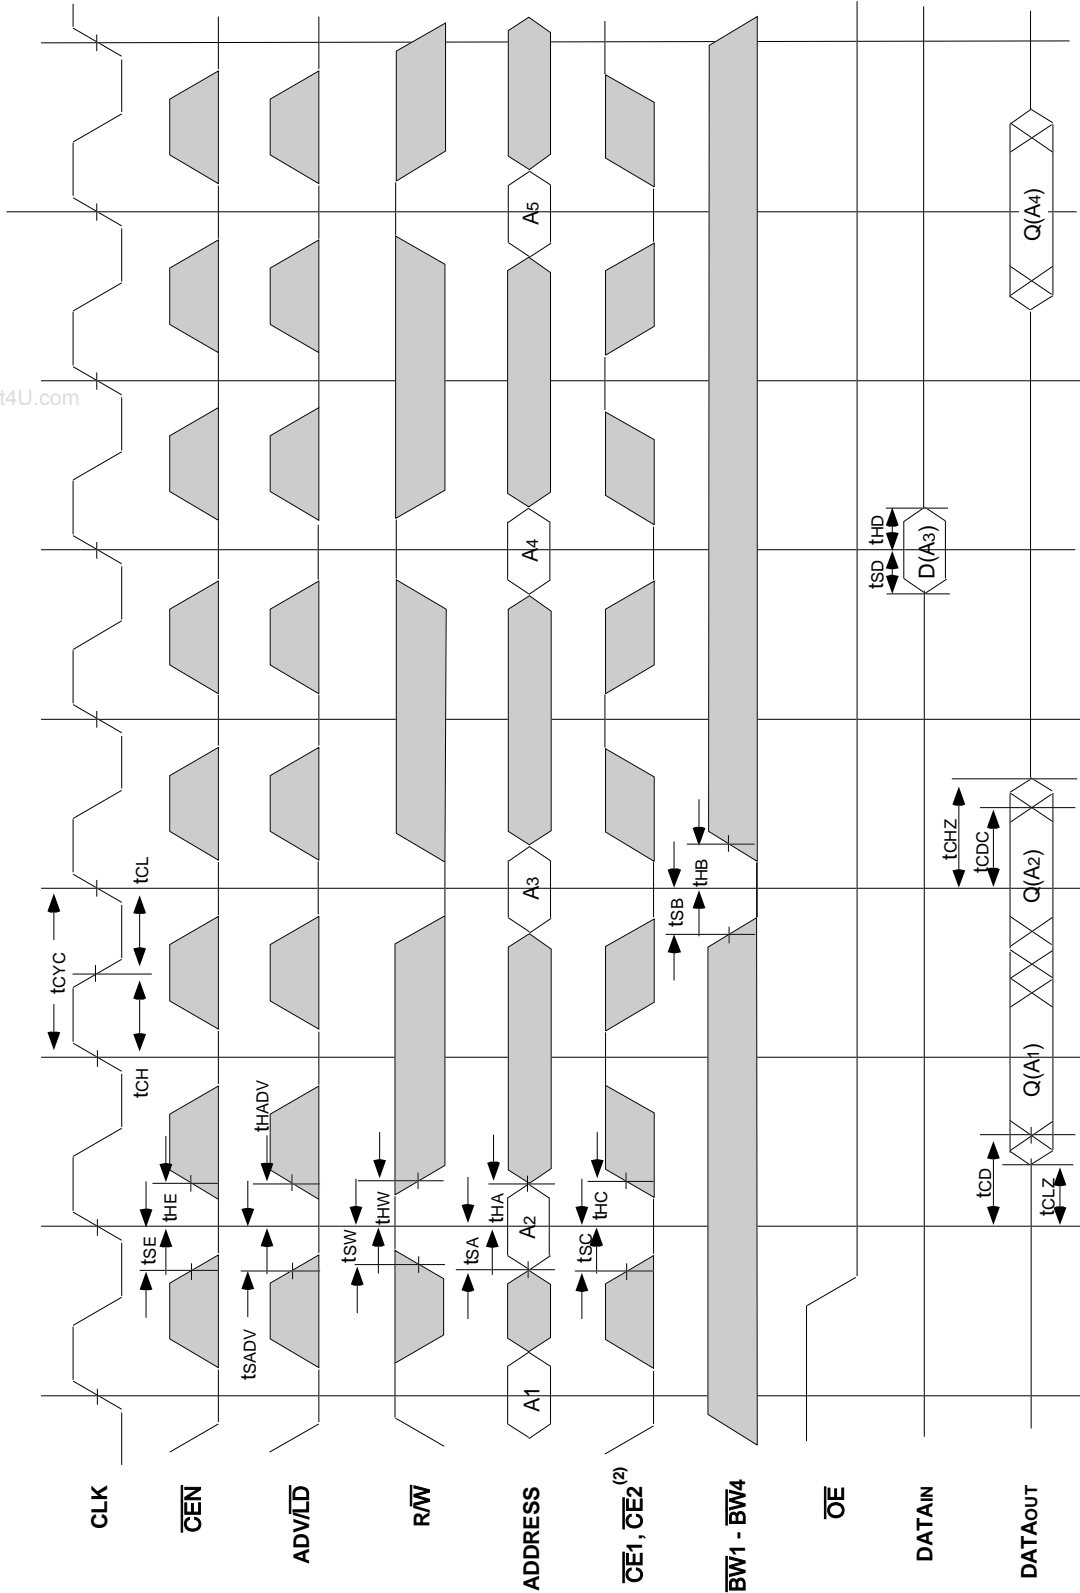 tCYC
tCH
tCL
CLK
tSE
tHE
CEN
tSADV
tHADV
ADV/LD
tSW
tHW
R/W
tSA
tHA
A1
A2
A3
A4
A5
ADDRESS
tSC
tHC
CE1, CE2(2)
tSB
tHB
BW1 - BW4
OE
tSD
tHD
D(A3)
DATAIN
tCD
tCLZ
tCHZ
tCDC
Q(A1)
Q(A2)
Q(A4)
DATAOUT
t4U.com